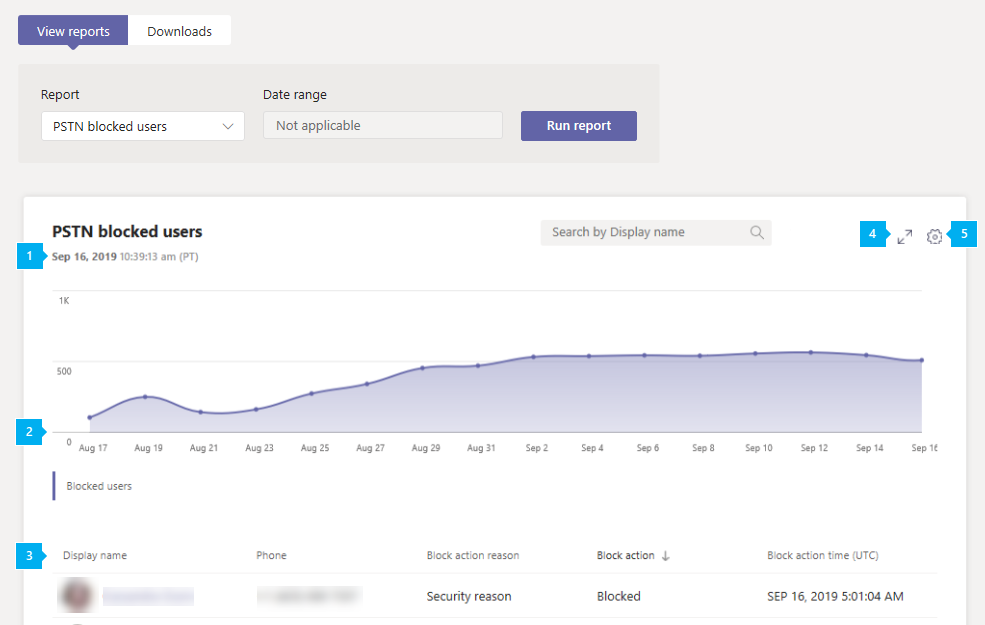 View reports Downloads
Report Date range
PSTN blocked users Not applicable Run report
PSTN blocked users Search by Display name 4 5
1 Sep 16, 2019 10:39:13 am (PT)
1K
500
2 0
Aug 17 Aug 19 Aug 21 Aug 23 Aug 25 Aug 27 Aug 29 Aug 31 Sep 2 Sep 4 Sep 6 Sep 8 Sep 10 Sep 12 Sep 14 Sep 16
Blocked users
3 Display name Phone Block action reason Block action Block action time (UTC)
Security reason Blocked SEP 16, 2019 5:01:04 AM